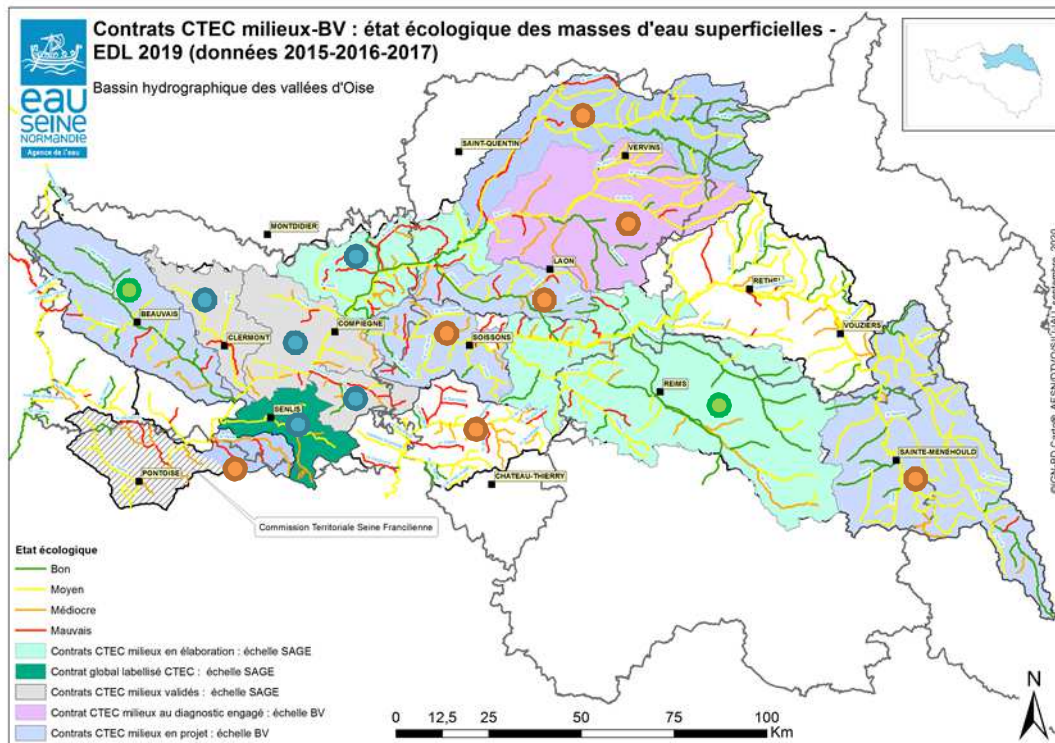 Contrats CTEC milieux-BV : état écologique des masses d'eau superficielles -
EDL 2019 (données 2015-2016-2017)
Bassin hydrographique des vallées d'Oise
eau
SEINE
NORMANDIE
Agence de l'eau
SAINT-QUENTIN
VERVINS
MONTDIDIER
LAON
RETHEL
BEAUVAIS
COMPIEGNE
CLERMONT
SOISSONS
VOUZIERS
REIMS
SENLIS
SAINTE-MENEHOULD
PONTOISE
CHATEAU-THIERRY
Commission Territoriale Seine Francilienne
Etat écologique
Bon
Moyen
Médiocre
Mauvais
Contrats CTEC milieux en élaboration : échelle SAGE
Contrat global labellisé CTEC : échelle SAGE
Contrats CTEC milieux validés : échelle SAGE
Contrat CTEC milieux au diagnostic engagé : échelle BV
Contrats CTEC milieux en projet : échelle BV
0 12,5 25 50 75 100
Km
N